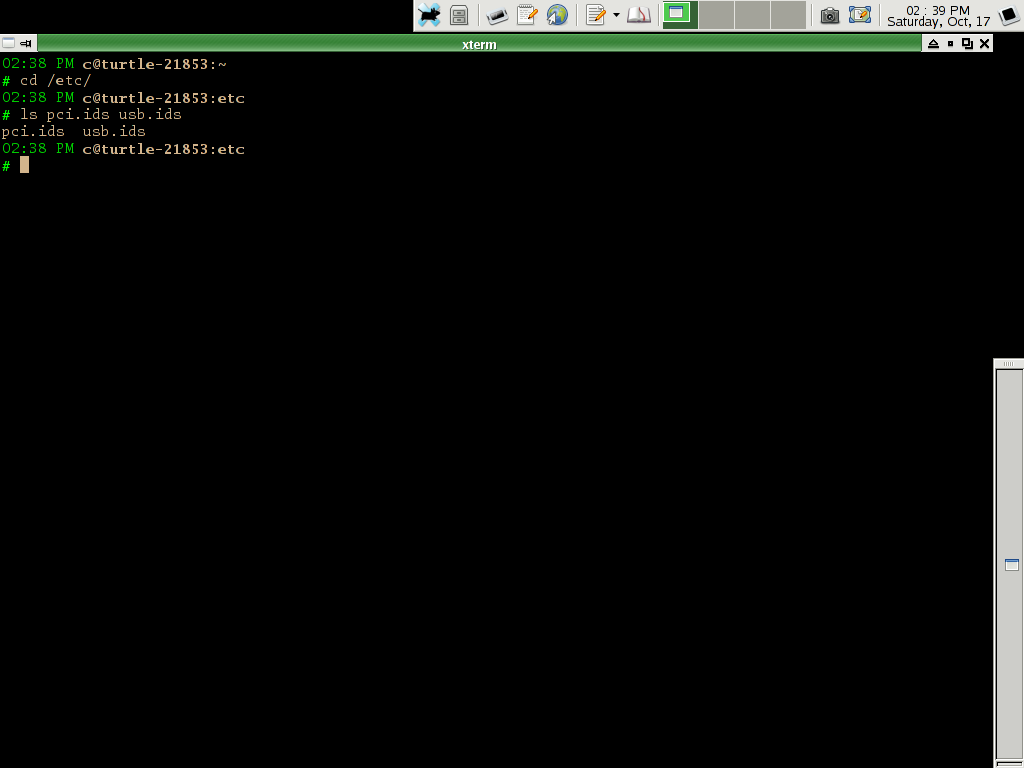 02 : 39 PM
Saturday, Oct, 17
xterm
02:38 PM c@turtle-21853:~
# cd /etc/
02:38 PM c@turtle-21853:etc
# ls pci.ids usb.ids
pci.ids  usb.ids
02:38 PM c@turtle-21853:etc
#